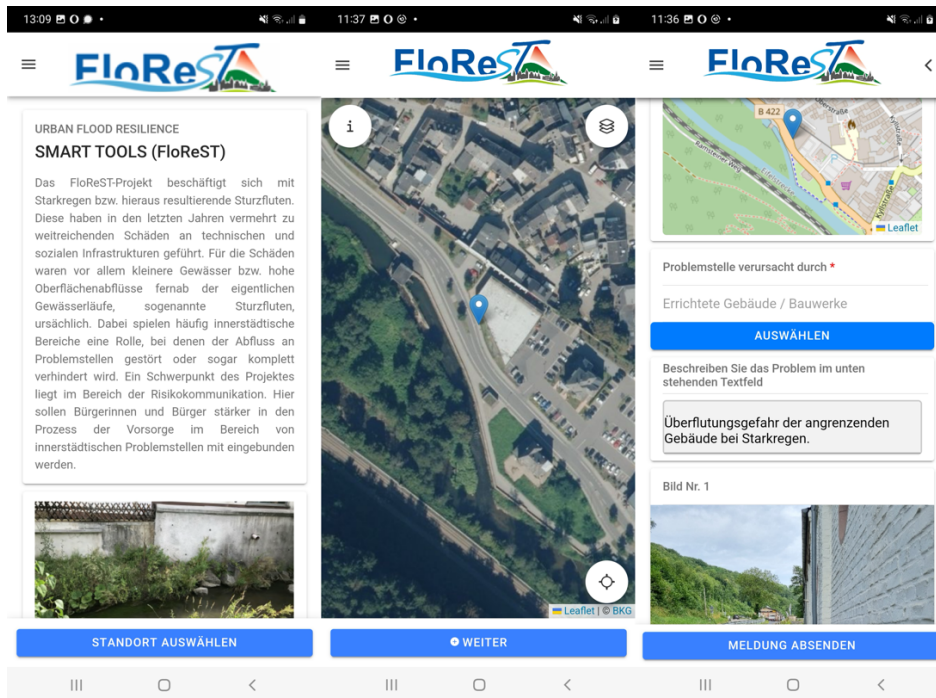 13:09
FloReST
URBAN FLOOD RESILIENCE
SMART TOOLS (FloReST)
Das FloReST-Projekt beschäftigt sich mit
Starkregen bzw. hieraus resultierende Sturzfluten.
Diese haben in den letzten Jahren vermehrt zu
weitreichenden Schäden an technischen und
sozialen Infrastrukturen geführt. Für die Schäden
waren vor allem kleinere Gewässer bzw. hohe
Oberflächenabflüsse fernab der eigentlichen
Gewässerläufe, sogenannte Sturzfluten,
ursächlich. Dabei spielen häufig innerstädtische
Bereiche eine Rolle, bei denen der Abfluss an
Problemstellen gestört oder sogar komplett
verhindert wird. Ein Schwerpunkt des Projektes
liegt im Bereich der Risikokommunikation. Hier
sollen Bürgerinnen und Bürger stärker in den
Prozess der Vorsorge im Bereich von
innerstädtischen Problemstellen mit eingebunden
werden.
STANDORT AUSWÄHLEN
11:37
FloReST
i
Leaflet | © BKG
WEITER
11:36
FloReST
B 422
Oberstraße
Ramsteiner Weg
Kyllstraße
Kyllstraße
Leaflet
Problemstelle verursacht durch *
Errichtete Gebäude / Bauwerke
AUSWÄHLEN
Beschreiben Sie das Problem im unten
stehenden Textfeld
Überflutungsgefahr der angrenzenden
Gebäude bei Starkregen.
Bild Nr. 1
MELDUNG ABSENDEN